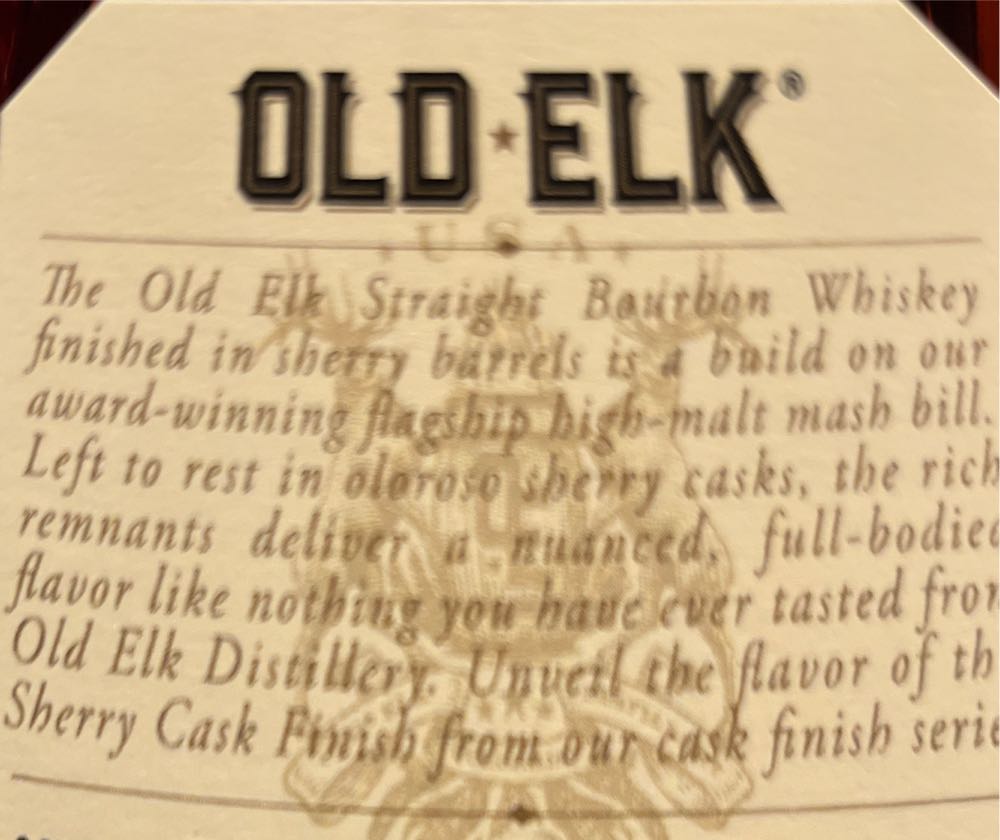 OLD ★ ELK®
U S A
The Old Elk Straight Bourbon Whiskey
finished in sherry barrels is a build on our
award-winning flagship high-malt mash bill.
Left to rest in oloroso sherry casks, the rich
remnants deliver a nuanced, full-bodied
flavor like nothing you have ever tasted from
Old Elk Distillery. Unveil the flavor of th
Sherry Cask Finish from our cask finish serie